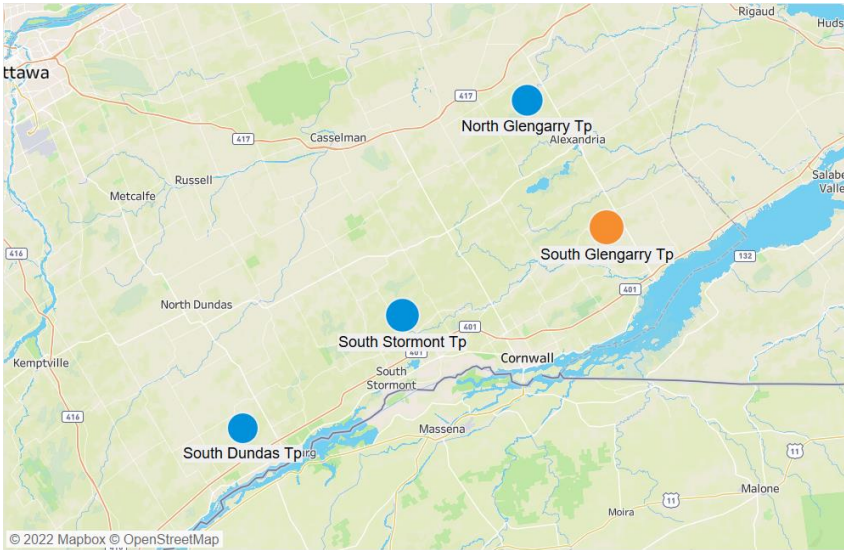 Rigaud
Huds
ttawa
417
North Glengarry Tp
Alexandria
417
Casselman
Russell
Metcalfe
Salabe
Valle
South Glengarry Tp
416
132
401
North Dundas
South Stormont Tp
401
401
Cornwall
Kemptville
South
Stormont
416
Massena
South Dundas Tp
rg
11
Malone
11
Moira
© 2022 Mapbox © OpenStreetMap